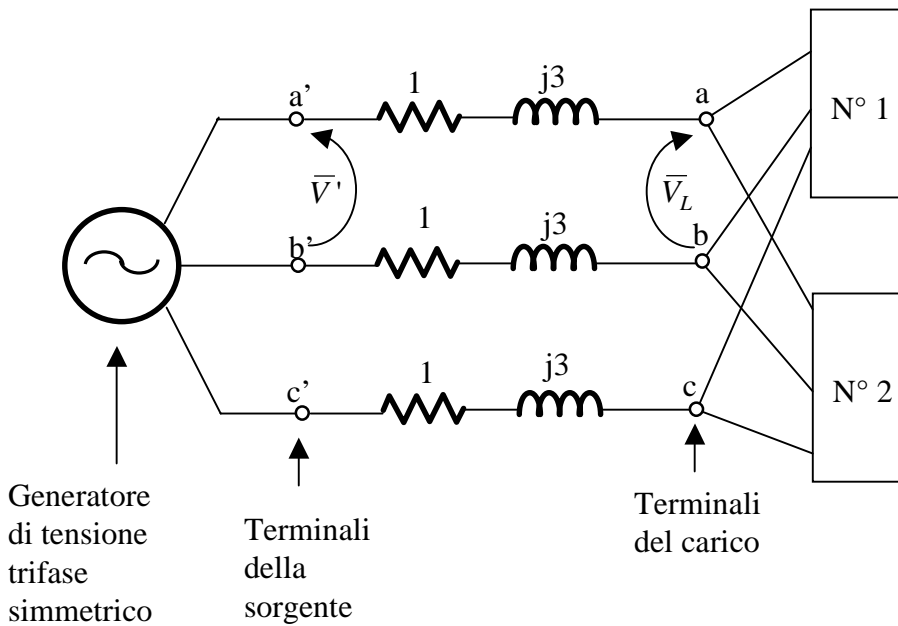 1
j3
a’
a
N° 1
V'
V_L
1
j3
b’
b
1
j3
c’
c
N° 2
Generatore
di tensione
trifase
simmetrico
Terminali
della
sorgente
Terminali
del carico